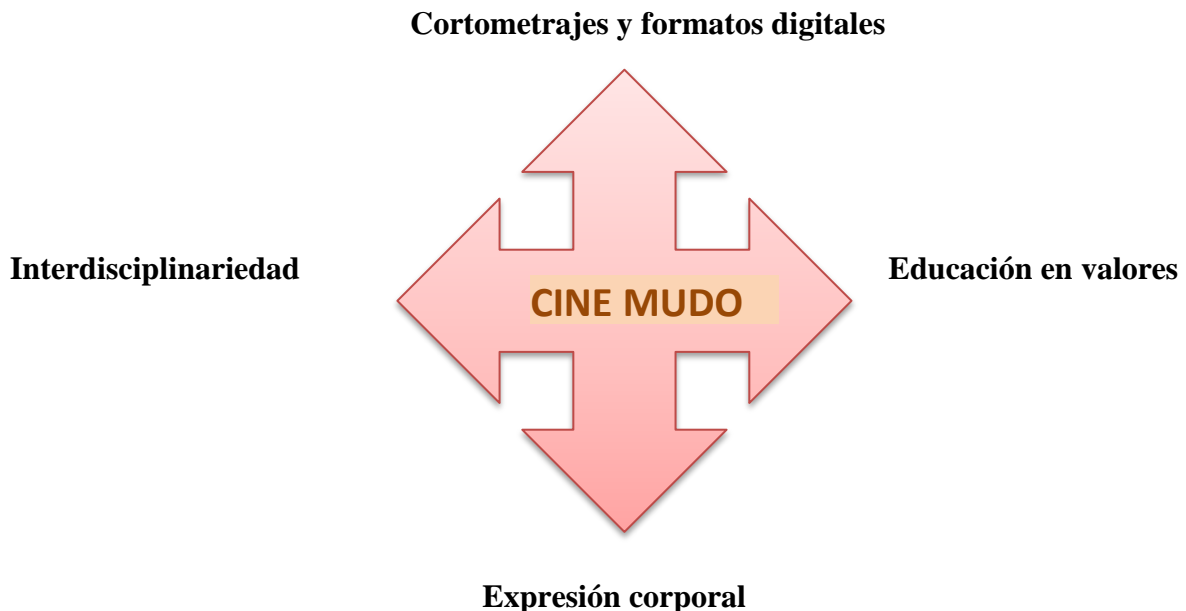 Cortometrajes y formatos digitales
Interdisciplinariedad
Educación en valores
CINE MUDO
Expresión corporal